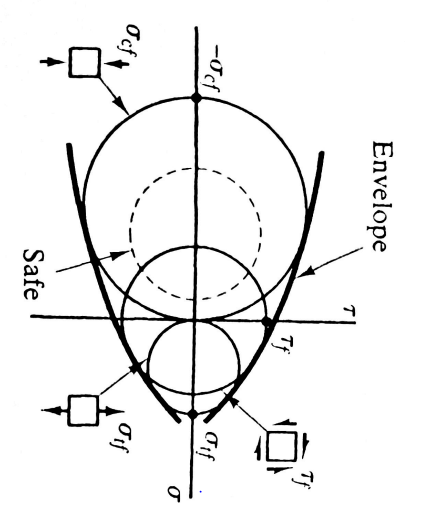 Envelope
τ
τ_f
τ_f
-σ_cf
σ_cf
Safe
σ_tf
σ_tf
σ